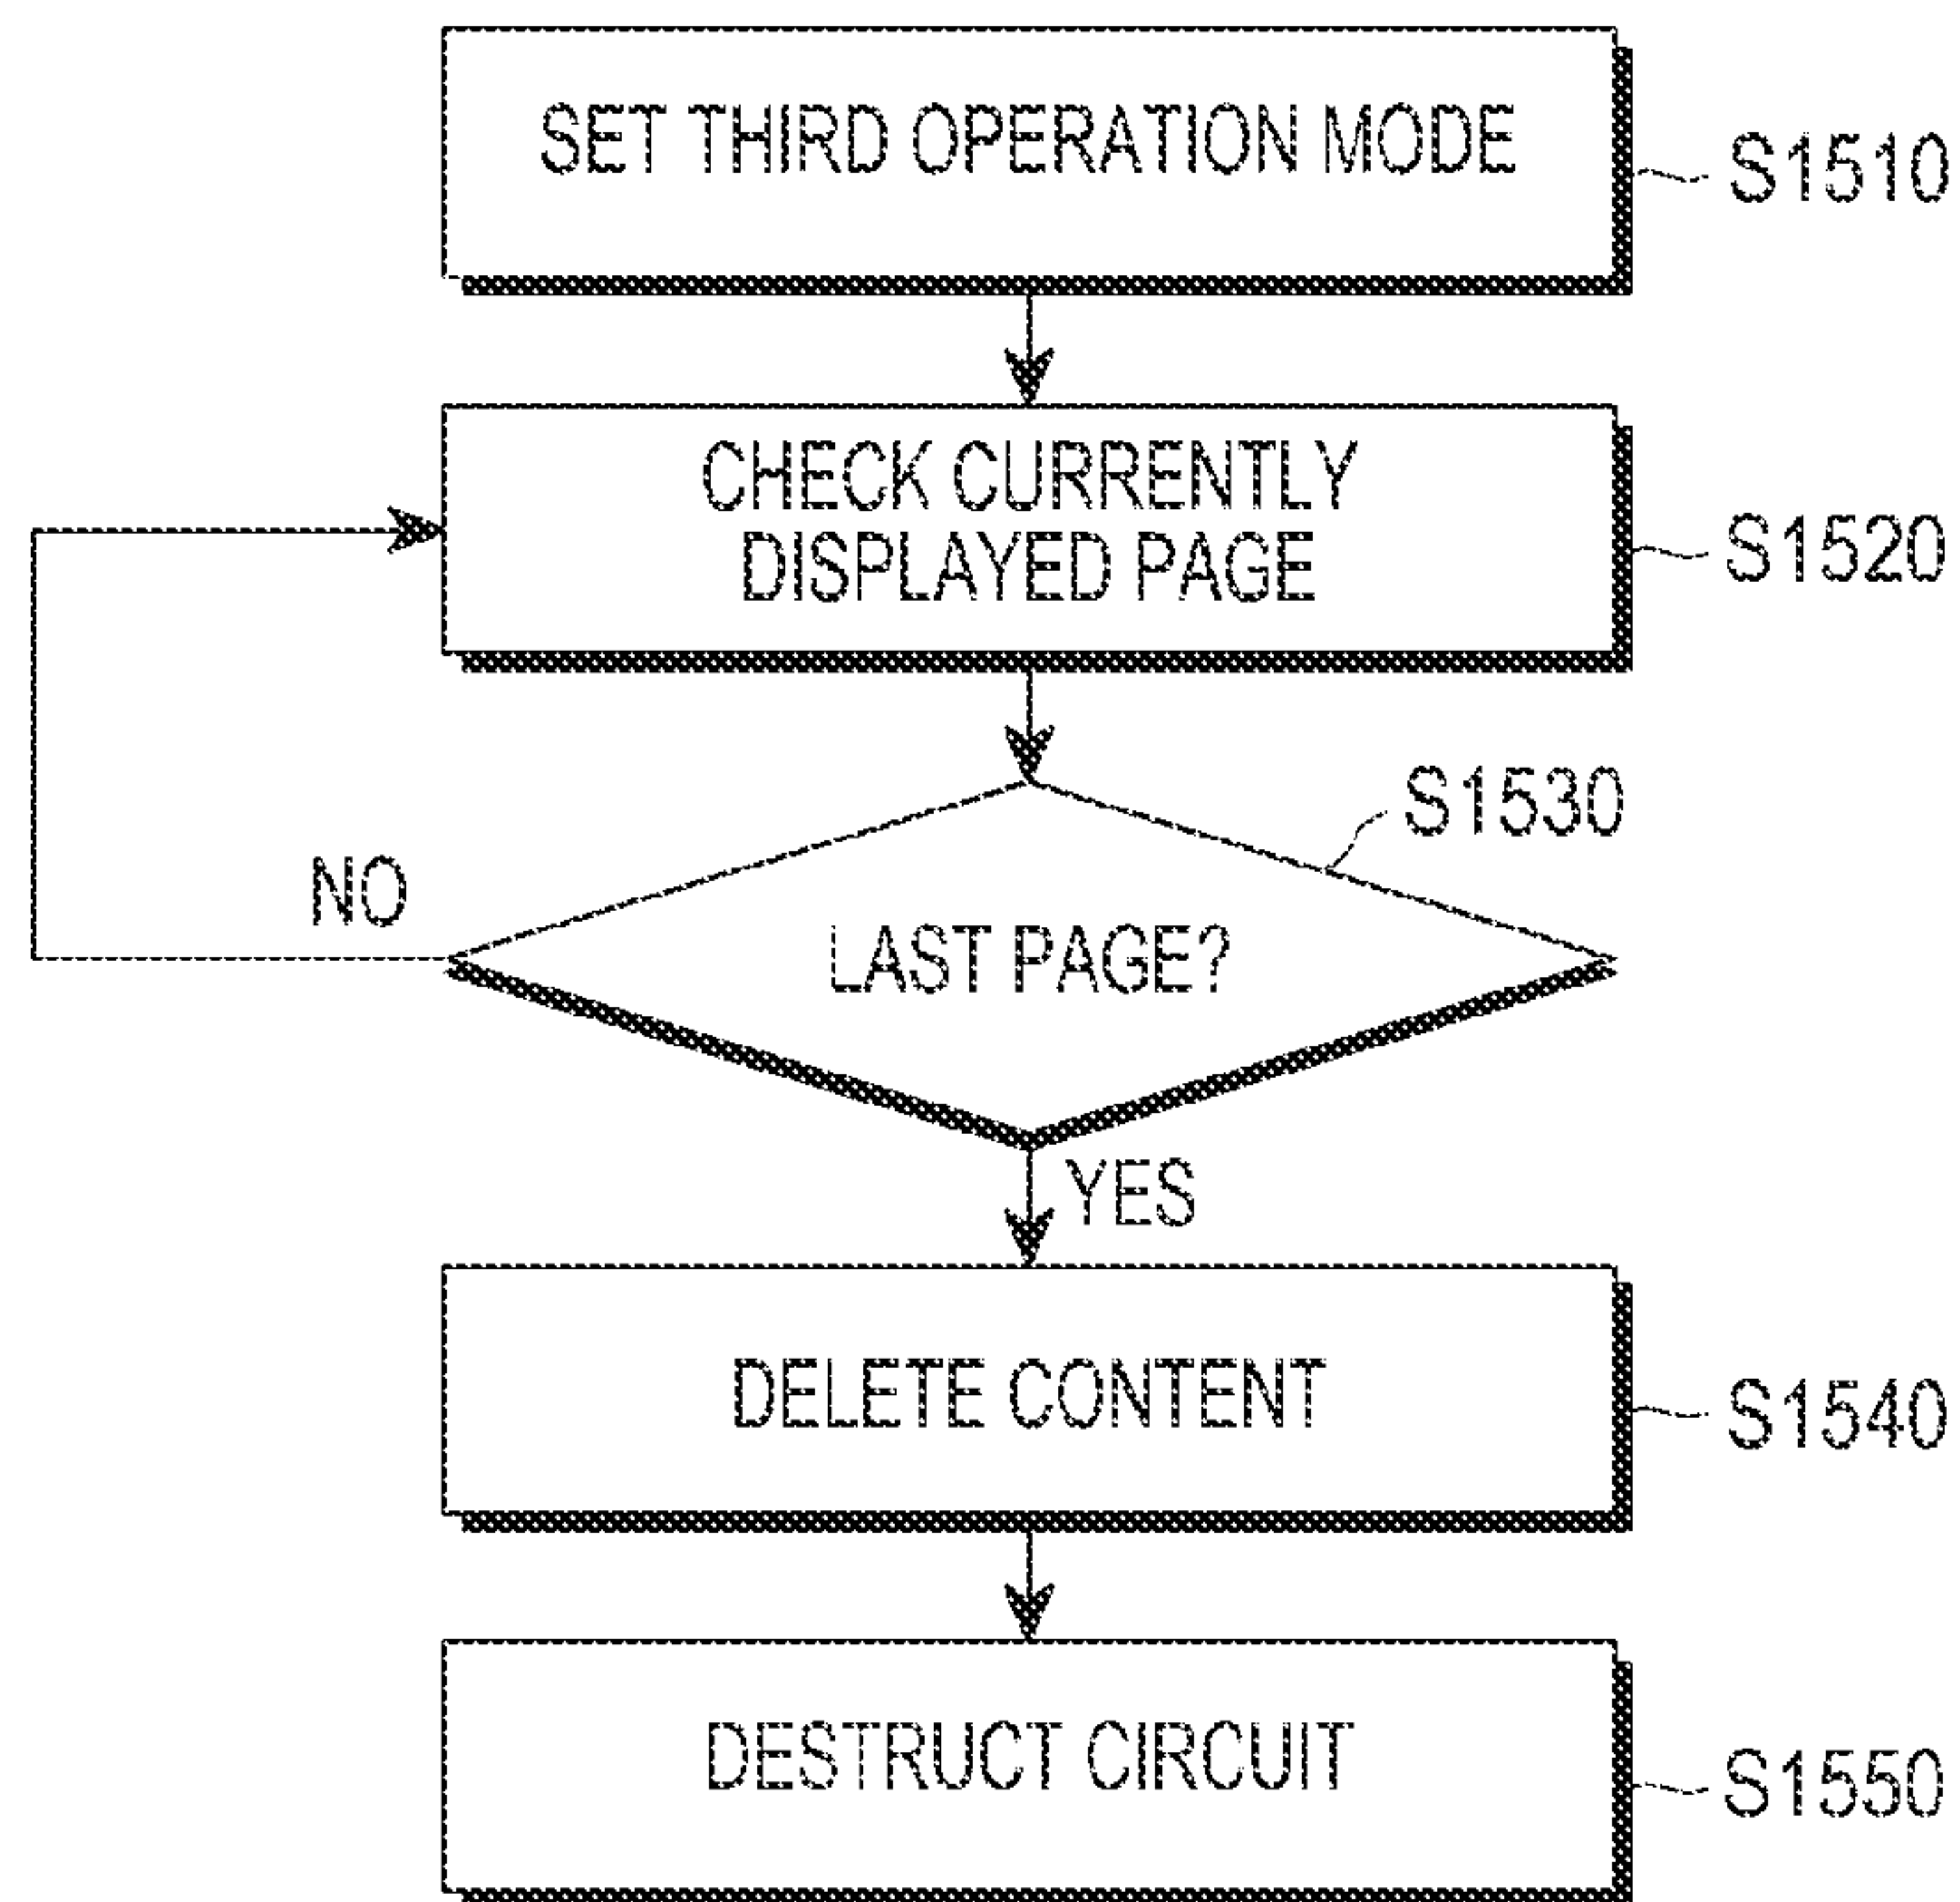 SET THIRD OPERATION MODE
S1510
CHECK CURRENTLY
DISPLAYED PAGE
S1520
S1530
NO
LAST PAGE?
YES
DELETE CONTENT
S1540
DESTRUCT CIRCUIT
S1550